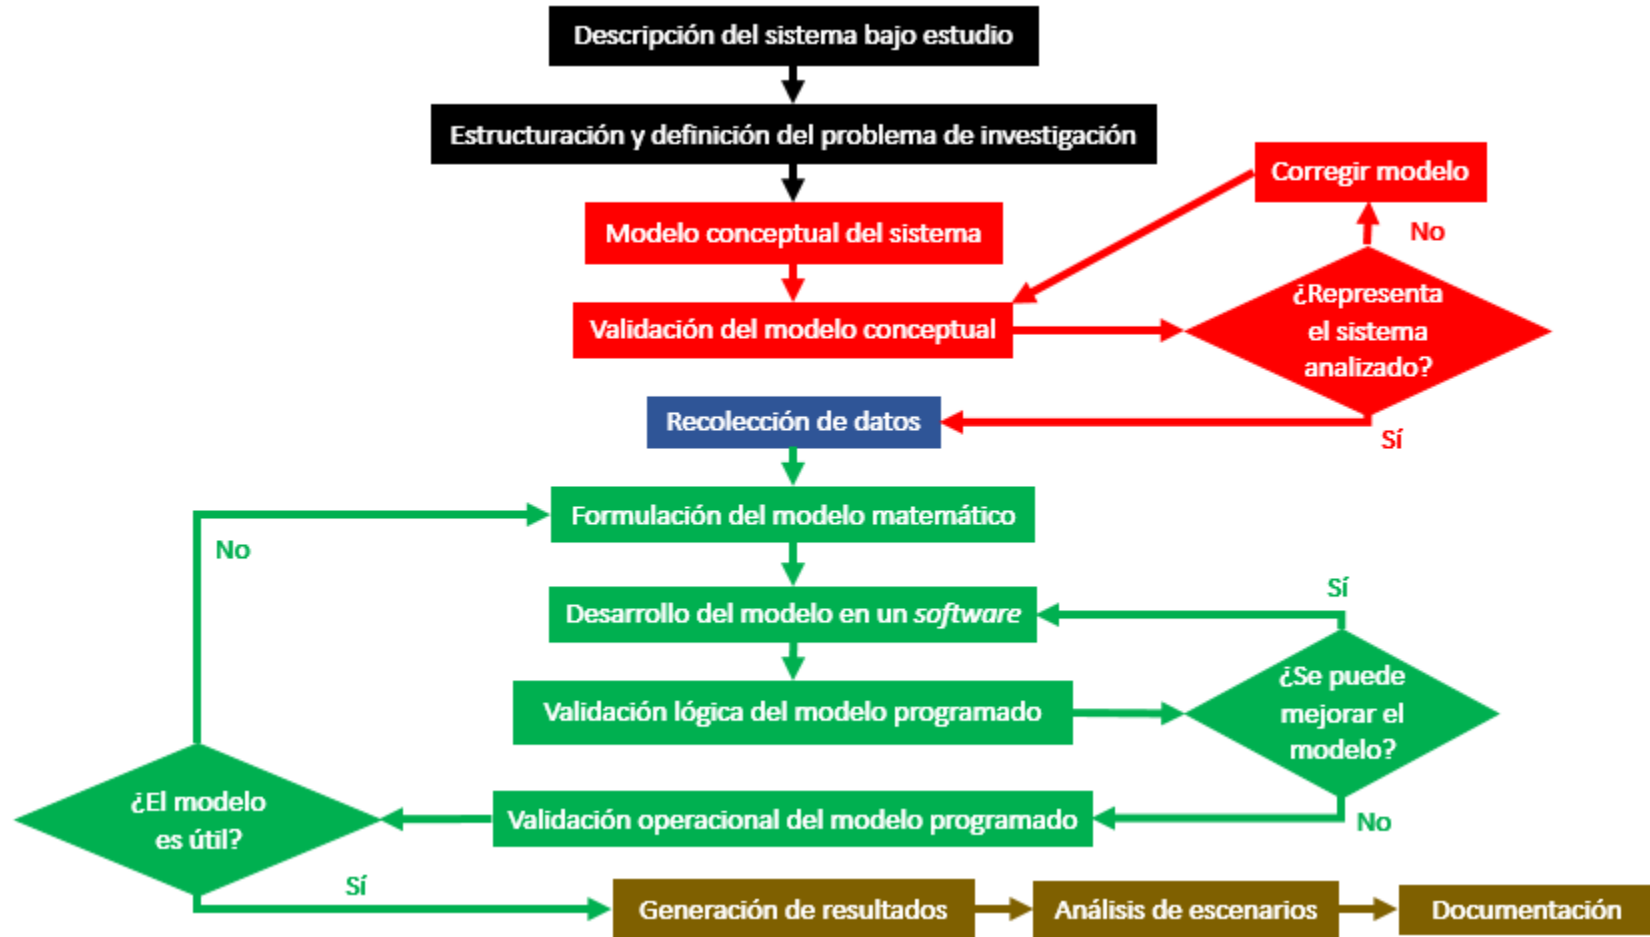 Descripción del sistema bajo estudio
Estructuración y definición del problema de investigación
Corregir modelo
Modelo conceptual del sistema
No
¿Representa
el sistema
analizado?
Validación del modelo conceptual
Recolección de datos
Sí
Formulación del modelo matemático
No
Sí
Desarrollo del modelo en un software
¿Se puede
mejorar el
modelo?
Validación lógica del modelo programado
¿El modelo
es útil?
Validación operacional del modelo programado
No
Sí
Generación de resultados
Análisis de escenarios
Documentación